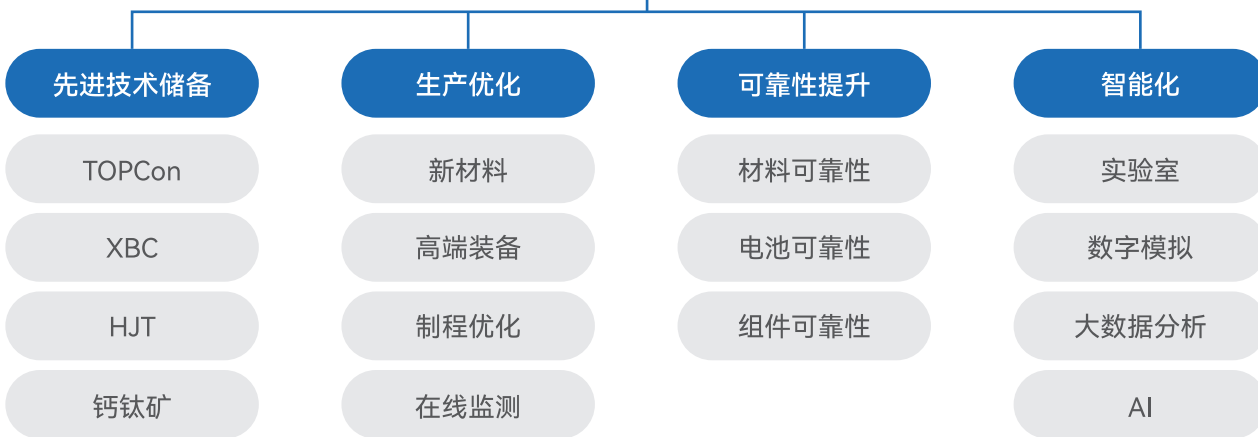 先进技术储备
TOPCon
XBC
HJT
钙钛矿
生产优化
新材料
高端装备
制程优化
在线监测
可靠性提升
材料可靠性
电池可靠性
组件可靠性
智能化
实验室
数字模拟
大数据分析
AI